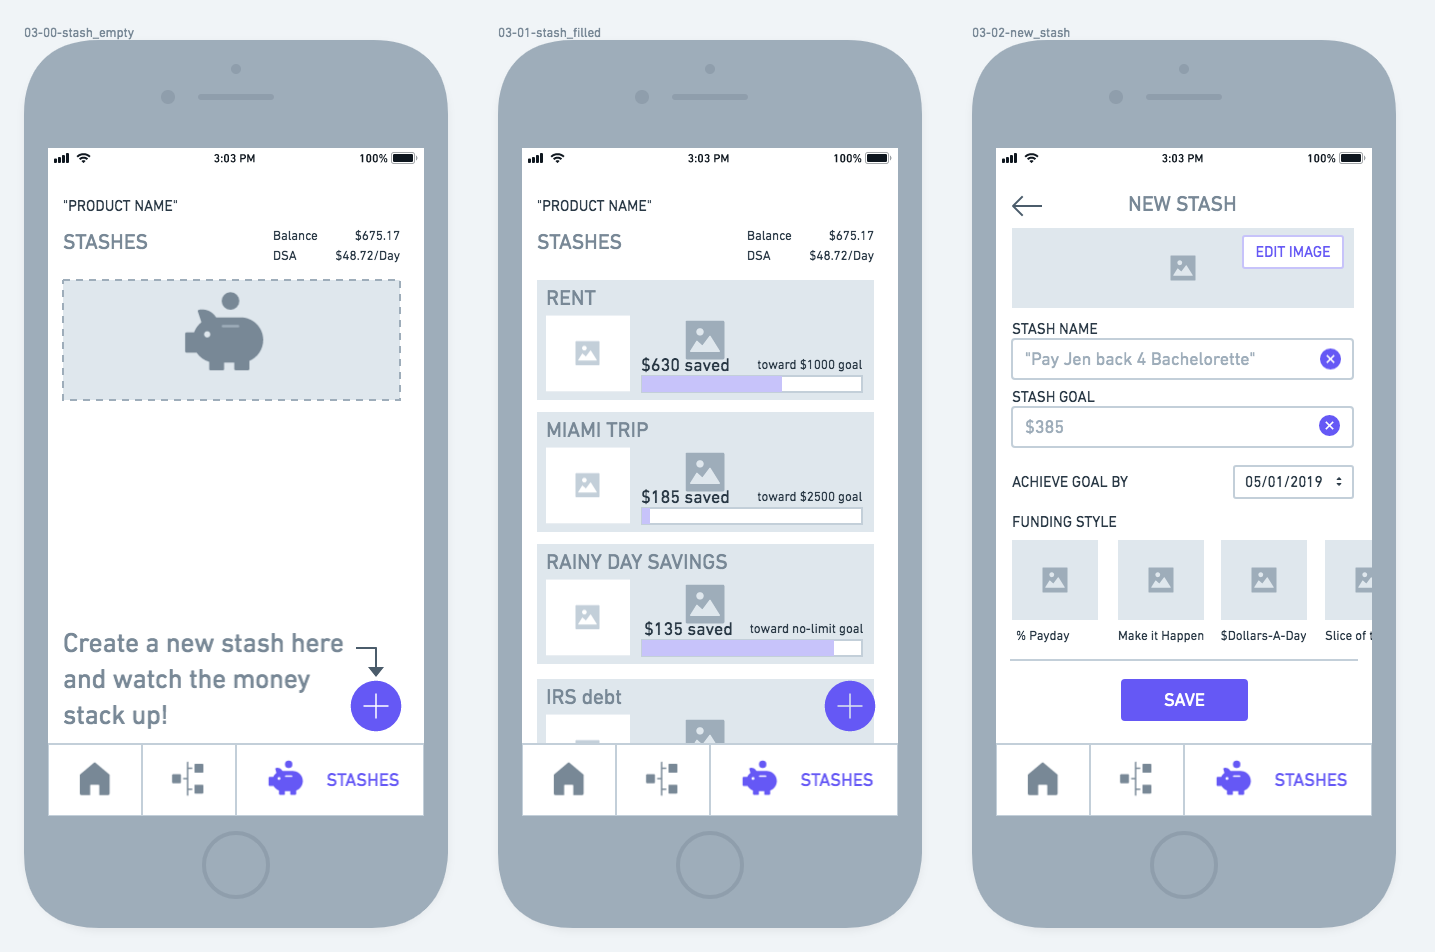 03-00-stash_empty
3:03 PM
100%
"PRODUCT NAME"
STASHES
Balance $675.17
DSA $48.72/Day
Create a new stash here
and watch the money
stack up!
STASHES
03-01-stash_filled
3:03 PM
100%
"PRODUCT NAME"
STASHES
Balance $675.17
DSA $48.72/Day
RENT
$630 saved toward $1000 goal
MIAMI TRIP
$185 saved toward $2500 goal
RAINY DAY SAVINGS
$135 saved toward no-limit goal
IRS debt
STASHES
03-02-new_stash
3:03 PM
100%
NEW STASH
EDIT IMAGE
STASH NAME
"Pay Jen back 4 Bachelorette"
STASH GOAL
$385
ACHIEVE GOAL BY 05/01/2019
FUNDING STYLE
% Payday Make it Happen $Dollars-A-Day Slice of t
SAVE
STASHES